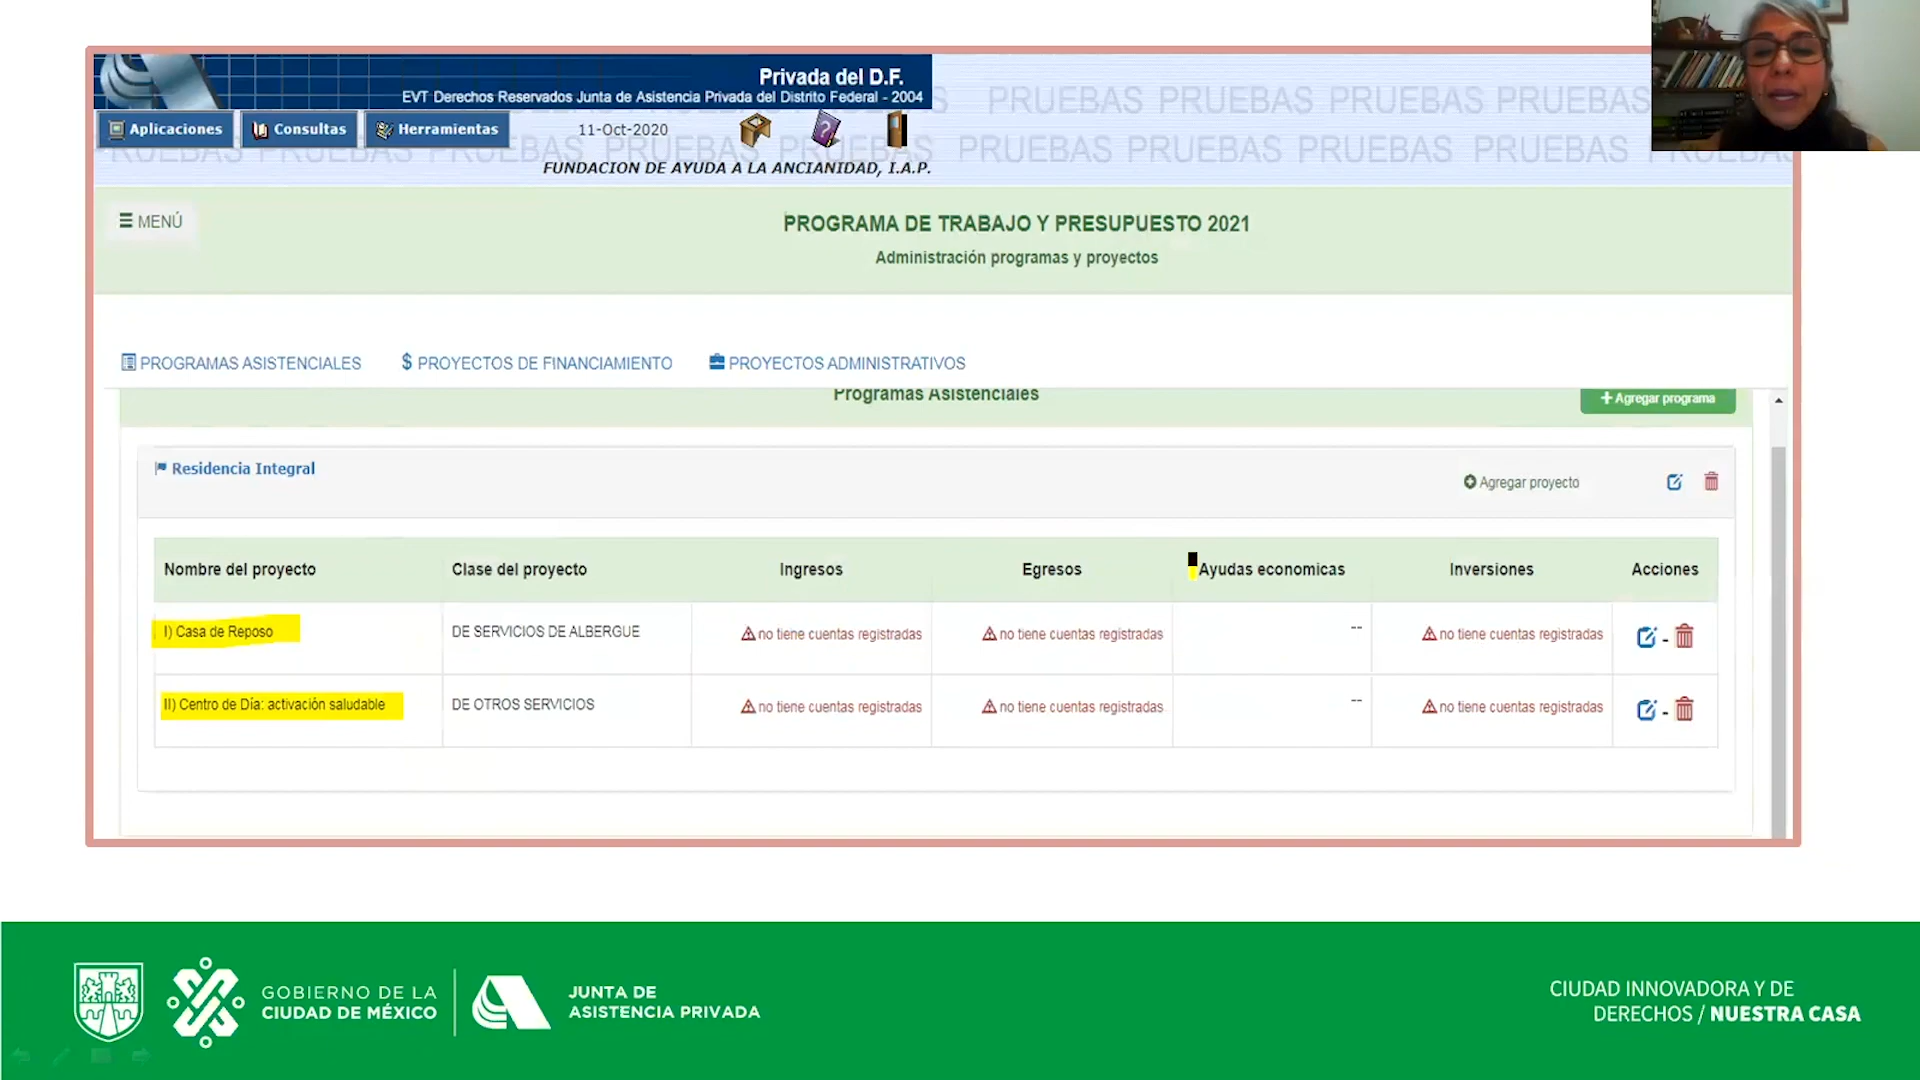 Privada del D.F.
EVT Derechos Reservados Junta de Asistencia Privada del Distrito Federal - 2004
PRUEBAS PRUEBAS PRUEBAS PRUEBAS
Aplicaciones
Consultas
Herramientas
11-Oct-2020
PRUEBAS PRUEBAS PRUEBAS PRUEBAS PRUEBAS PRUEBAS PRUEBAS PRUEBAS PRUEBAS
FUNDACION DE AYUDA A LA ANCIANIDAD, I.A.P.
MENÚ
PROGRAMA DE TRABAJO Y PRESUPUESTO 2021
Administración programas y proyectos
PROGRAMAS ASISTENCIALES
$ PROYECTOS DE FINANCIAMIENTO
PROYECTOS ADMINISTRATIVOS
Programas Asistenciales
+ Agregar programa
Residencia Integral
Agregar proyecto
Nombre del proyecto
Clase del proyecto
Ingresos
Egresos
Ayudas economicas
Inversiones
Acciones
I) Casa de Reposo
DE SERVICIOS DE ALBERGUE
no tiene cuentas registradas
no tiene cuentas registradas
--
no tiene cuentas registradas
-
II) Centro de Día: activación saludable
DE OTROS SERVICIOS
no tiene cuentas registradas
no tiene cuentas registradas
--
no tiene cuentas registradas
-
GOBIERNO DE LA
CIUDAD DE MÉXICO
JUNTA DE
ASISTENCIA PRIVADA
CIUDAD INNOVADORA Y DE
DERECHOS / NUESTRA CASA